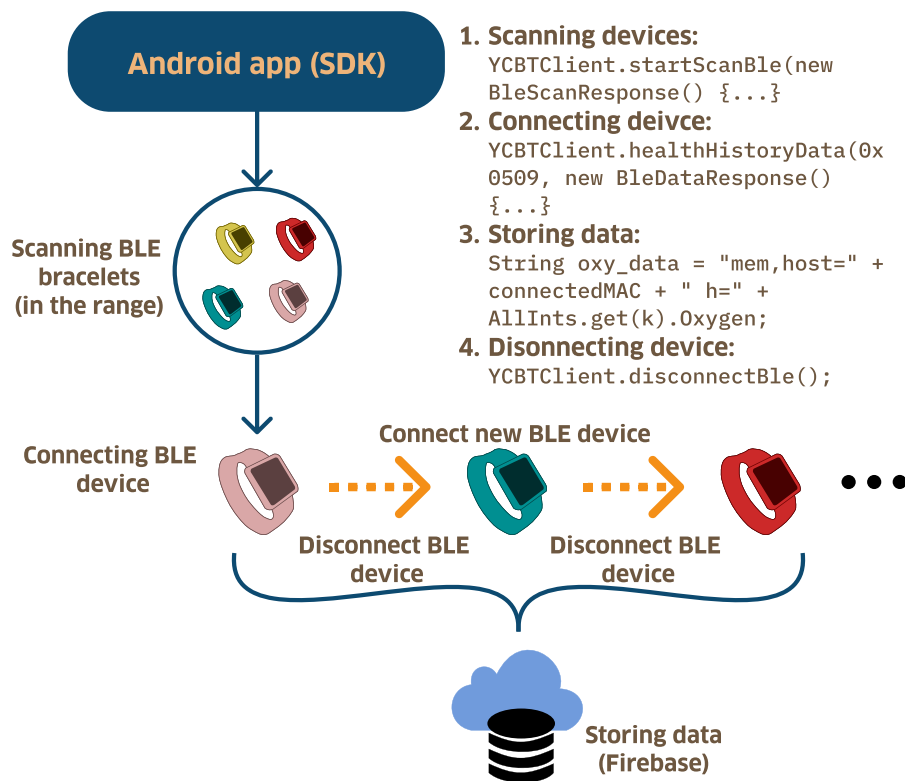 Android app (SDK)
1. Scanning devices:
YCBTClient.startScanBle(new
BleScanResponse() {...}
2. Connecting deivce:
YCBTClient.healthHistoryData(0x
0509, new BleDataResponse()
{...}
3. Storing data:
String oxy_data = "mem,host=" +
connectedMAC + " h=" +
AllInts.get(k).Oxygen;
4. Disonnecting device:
YCBTClient.disconnectBle();
Scanning BLE
bracelets
(in the range)
Connecting BLE
device
Connect new BLE device
Disconnect BLE
device
Disconnect BLE
device
Storing data
(Firebase)